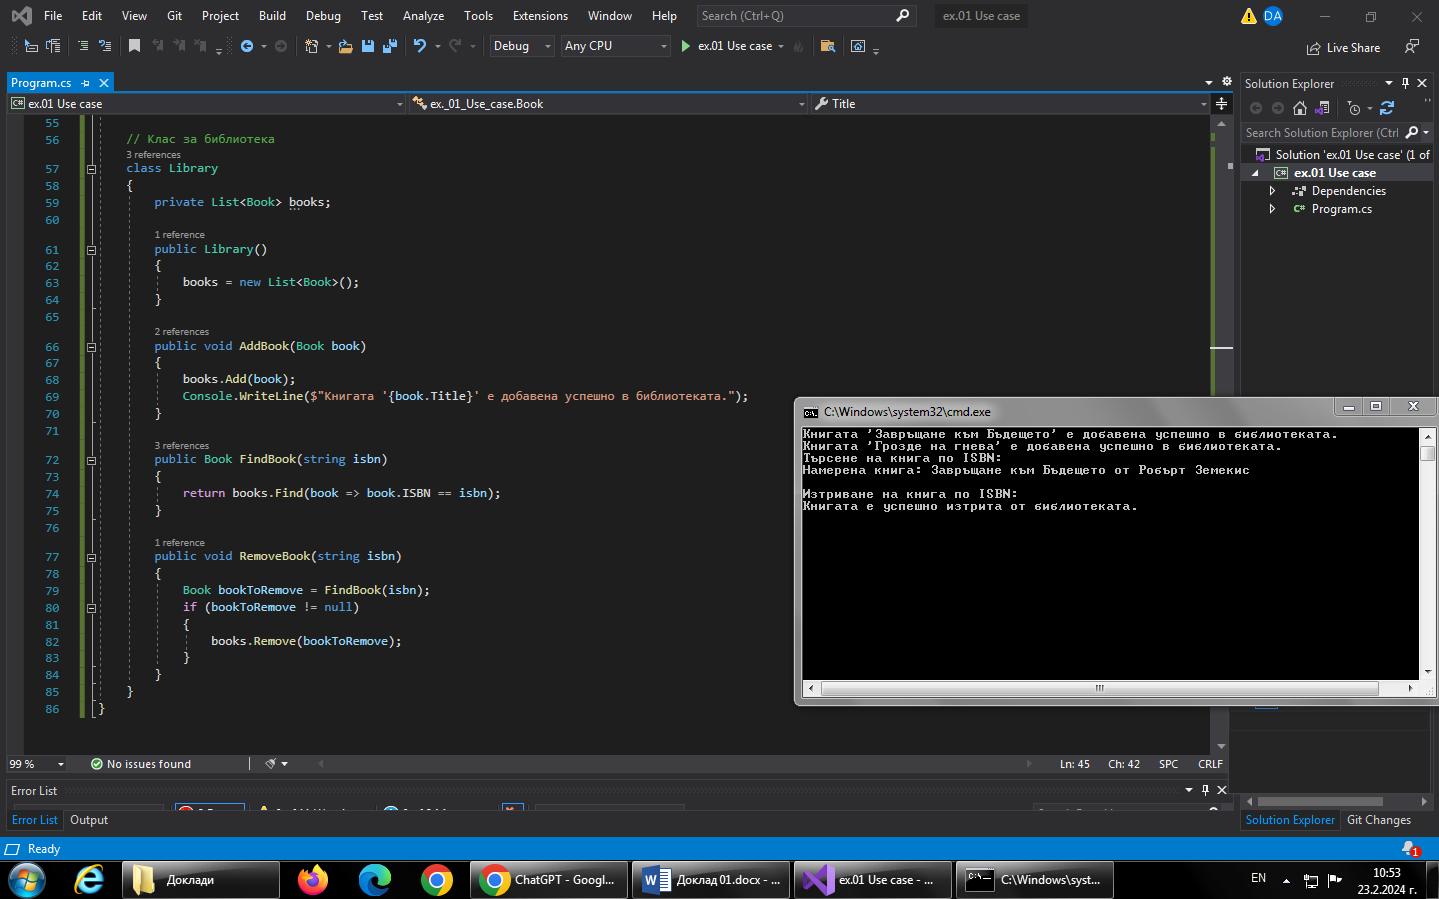 File Edit View Git Project Build Debug Test Analyze Tools Extensions Window Help Search (Ctrl+Q) ex.01 Use case DA
Debug Any CPU ex.01 Use case Live Share
Program.cs
ex.01 Use case ex._01_Use_case.Book Title
55
56 // Клас за библиотека
3 references
57 class Library
58 {
59 private List<Book> books;
60
1 reference
61 public Library()
62 {
63 books = new List<Book>();
64 }
65
2 references
66 public void AddBook(Book book)
67 {
68 books.Add(book);
69 Console.WriteLine($"Книгата '{book.Title}' е добавена успешно в библиотеката.");
70 }
71
3 references
72 public Book FindBook(string isbn)
73 {
74 return books.Find(book => book.ISBN == isbn);
75 }
76
1 reference
77 public void RemoveBook(string isbn)
78 {
79 Book bookToRemove = FindBook(isbn);
80 if (bookToRemove != null)
81 {
82 books.Remove(bookToRemove);
83 }
84 }
85 }
86 }
99 % No issues found Ln: 45 Ch: 42 SPC CRLF
Error List
Error List Output
Solution Explorer
Search Solution Explorer (Ctrl
Solution 'ex.01 Use case' (1 of
C# ex.01 Use case
Dependencies
C# Program.cs
Solution Explorer Git Changes
C:\Windows\system32\cmd.exe
Книгата 'Завръщане към Бъдещето' е добавена успешно в библиотеката.
Книгата 'Грозде на гнева' е добавена успешно в библиотеката.
Търсене на книга по ISBN:
Намерена книга: Завръщане към Бъдещето от Робърт Земекис
Изтриване на книга по ISBN:
Книгата е успешно изтрита от библиотеката.
Ready 1
Доклади ChatGPT - Googl... Доклад 01.docx - ... ex.01 Use case - ... C:\Windows\syst... EN 10:53
23.2.2024 г.